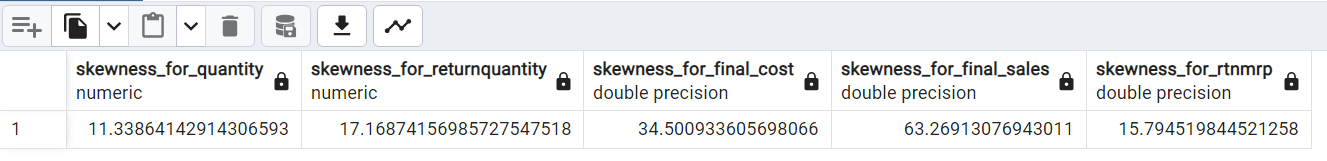 skewness_for_quantity skewness_for_returnquantity skewness_for_final_cost skewness_for_final_sales skewness_for_rtnmrp
numeric numeric double precision double precision double precision
1 11.33864142914306593 17.16874156985727547518 34.500933605698066 63.26913076943011 15.794519844521258